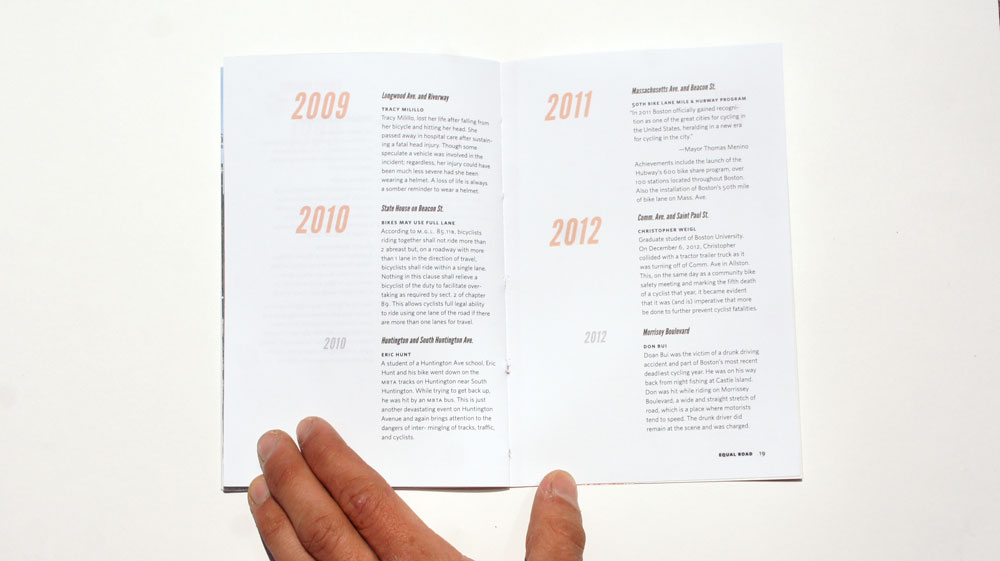 2009
Longwood Ave. and Riverway
TRACY MILILLO
Tracy Milillo, lost her life after falling from
her bicycle and hitting her head. She
passed away in hospital care after sustain-
ing a fatal head injury. Though some
speculate a vehicle was involved in the
incident; regardless, her injury could have
been much less severe had she been
wearing a helmet. A loss of life is always
a somber reminder to wear a helmet.
2010
State House on Beacon St.
BIKES MAY USE FULL LANE
According to M.G.L. 85, 11B, bicyclists
riding together shall not ride more than
2 abreast but, on a roadway with more
than 1 lane in the direction of travel,
bicyclists shall ride within a single lane.
Nothing in this clause shall relieve a
bicyclist of the duty to facilitate over-
taking as required by sect. 2 of chapter
89. This allows cyclists full legal ability
to ride using one lane of the road if there
are more than one lanes for travel.
2010
Huntington and South Huntington Ave.
ERIC HUNT
A student of a Huntington Ave school, Eric
Hunt and his bike went down on the
MBTA tracks on Huntington near South
Huntington. While trying to get back up,
he was hit by an MBTA bus. This is just
another devastating event on Huntington
Avenue and again brings attention to the
dangers of inter- minging of tracks, traffic,
and cyclists.
2011
Massachusetts Ave. and Beacon St.
50TH BIKE LANE MILE & HUBWAY PROGRAM
"In 2011 Boston officially gained recogni-
tion as one of the great cities for cycling in
the United States, heralding in a new era
for cycling in the city."
—Mayor Thomas Menino
Achievements include the launch of the
Hubway's 600 bike share program, over
100 stations located throughout Boston.
Also the installation of Boston's 50th mile
of bike lane on Mass. Ave.
2012
Comm. Ave. and Saint Paul St.
CHRISTOPHER WEIGL
Graduate student of Boston University.
On December 6, 2012, Christopher
collided with a tractor trailer truck as it
was turning off of Comm. Ave in Allston.
This, on the same day as a community bike
safety meeting and marking the fifth death
of a cyclist that year, it became evident
that it was (and is) imperative that more
be done to further prevent cyclist fatalities.
2012
Morrisey Boulevard
DON BUI
Doan Bui was the victim of a drunk driving
accident and part of Boston's most recent
deadliest cycling year. He was on his way
back from night fishing at Castle Island.
Don was hit while riding on Morrissey
Boulevard, a wide and straight stretch of
road, which is a place where motorists
tend to speed. The drunk driver did
remain at the scene and was charged.
EQUAL ROAD 19